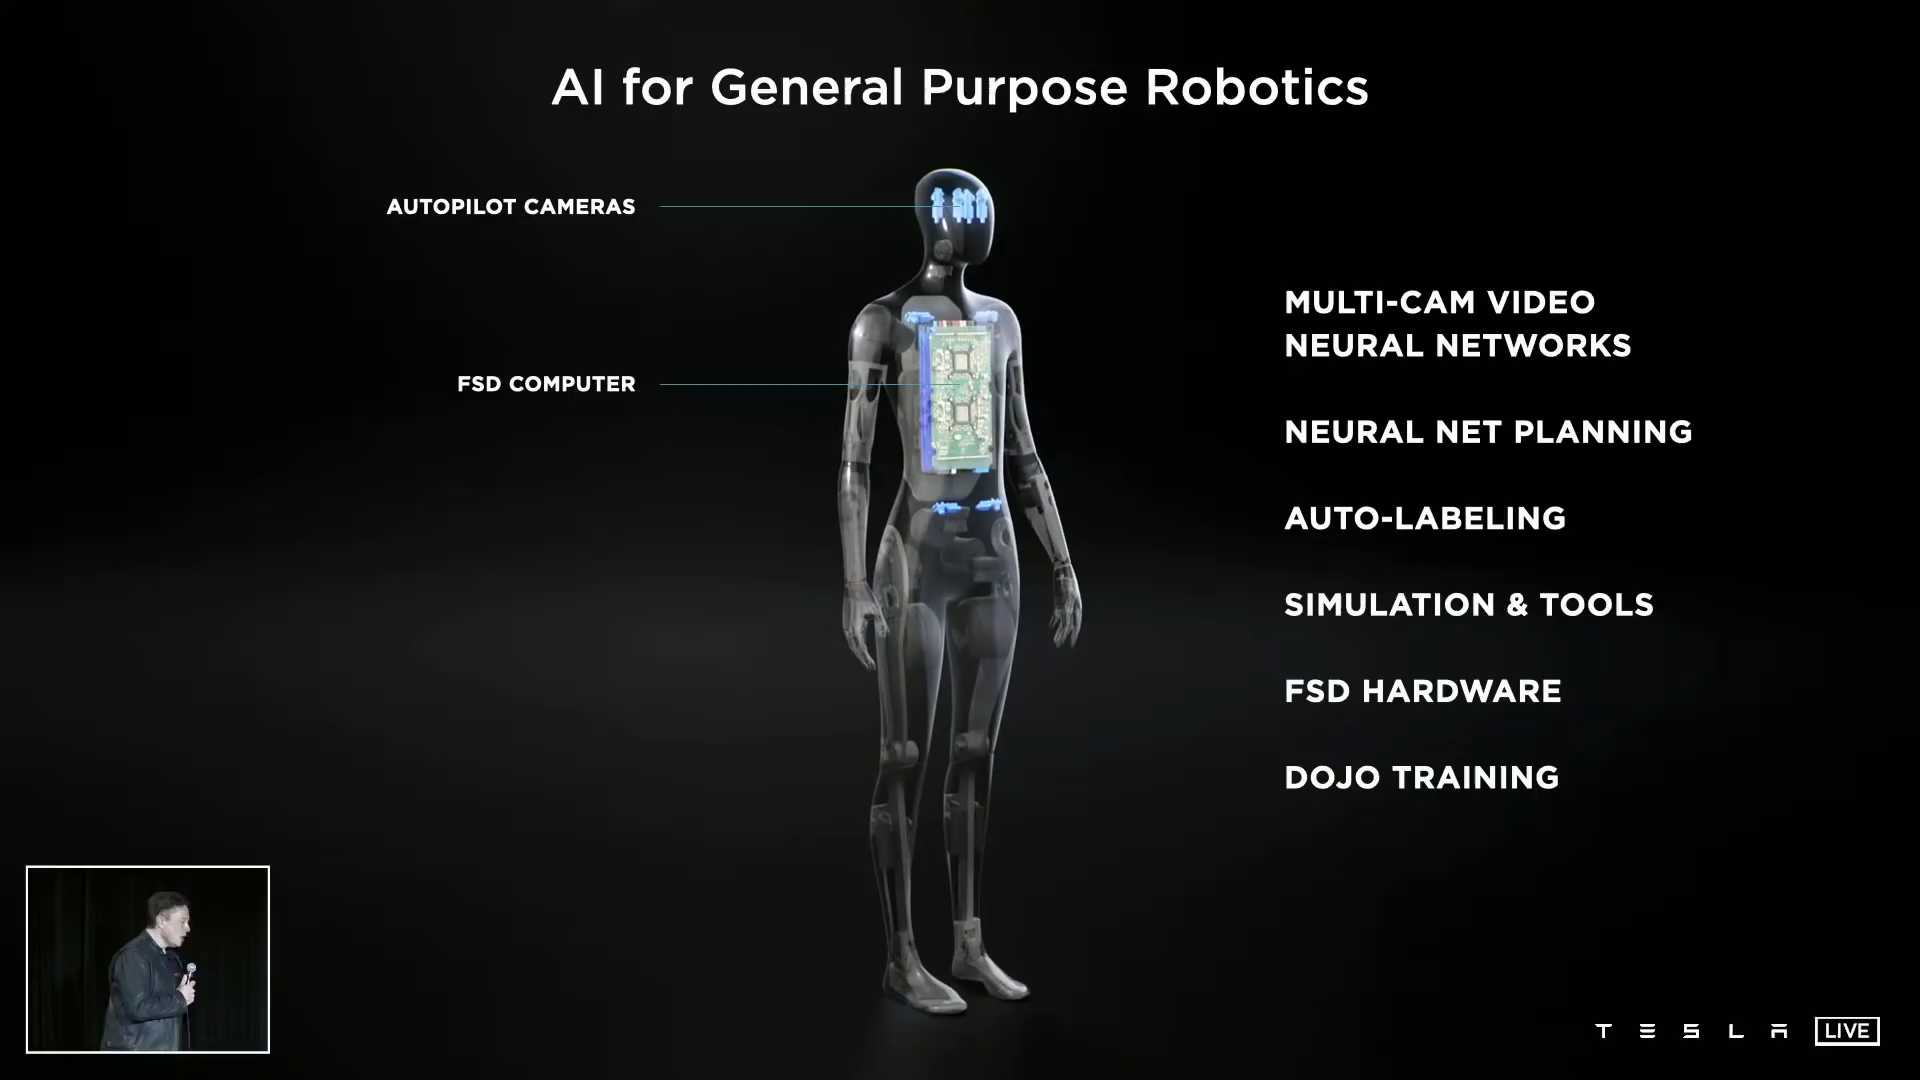 AI for General Purpose Robotics
AUTOPILOT CAMERAS
FSD COMPUTER
MULTI-CAM VIDEO
NEURAL NETWORKS
NEURAL NET PLANNING
AUTO-LABELING
SIMULATION & TOOLS
FSD HARDWARE
DOJO TRAINING
TESLA LIVE